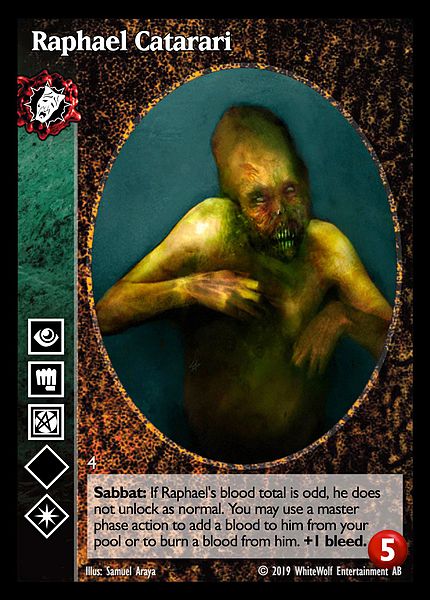 Raphael Catarari
4
Sabbat: If Raphael's blood total is odd, he does
not unlock as normal. You may use a master
phase action to add a blood to him from your
pool or to burn a blood from him. +1 bleed.
5
Illus: Samuel Araya © 2019 WhiteWolf Entertainment AB